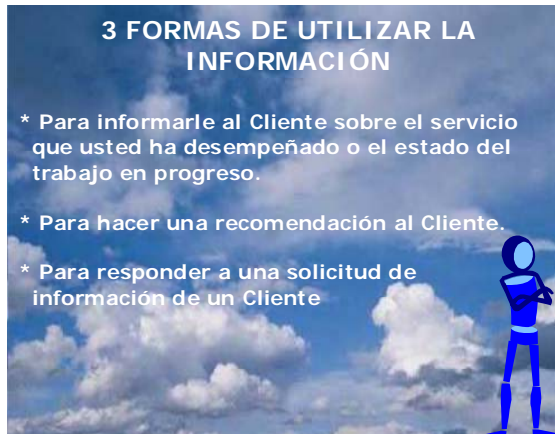 3 FORMAS DE UTILIZAR LA
INFORMACIÓN
* Para informarle al Cliente sobre el servicio
que usted ha desempeñado o el estado del
trabajo en progreso.
* Para hacer una recomendación al Cliente.
* Para responder a una solicitud de
información de un Cliente